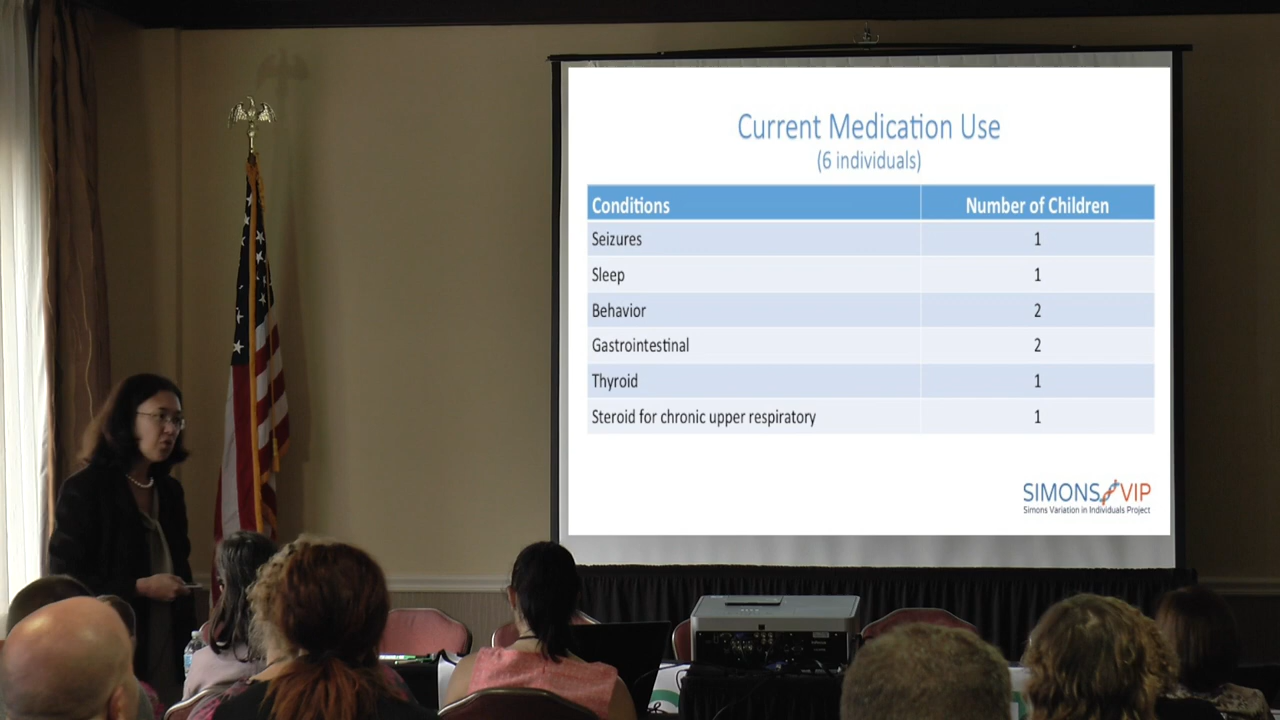 Current Medication Use
(6 individuals)
Conditions Number of Children
Seizures 1
Sleep 1
Behavior 2
Gastrointestinal 2
Thyroid 1
Steroid for chronic upper respiratory 1
SIMONS VIP
Simons Variation in Individuals Project